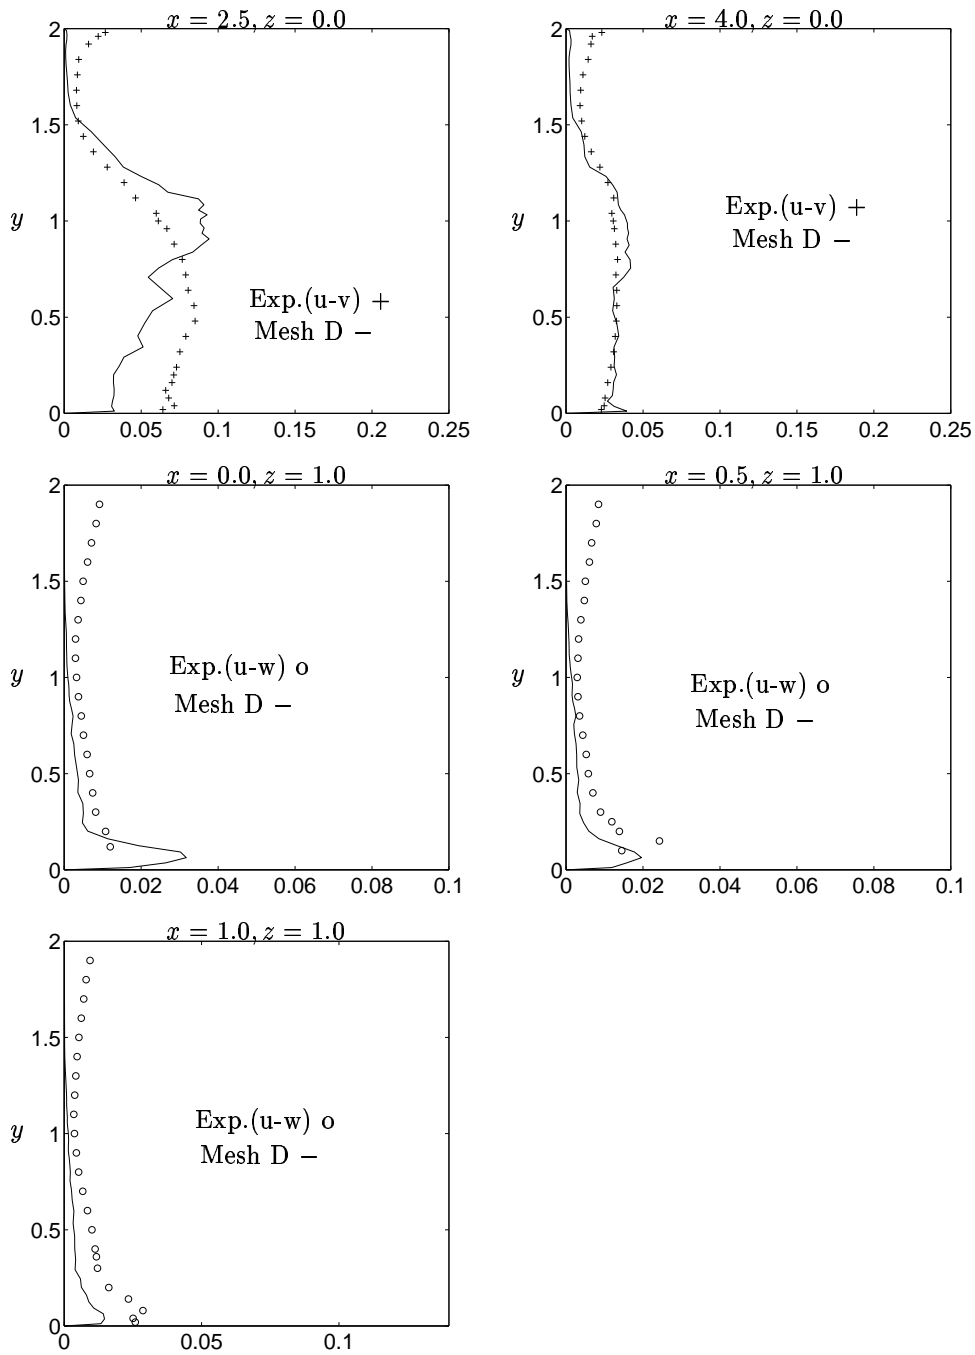 x = 2.5, z = 0.0
2
1.5
y
1
Exp.(u-v) +
Mesh D −
0.5
0
0 0.05 0.1 0.15 0.2 0.25
x = 4.0, z = 0.0
2
1.5
y
1
Exp.(u-v) +
Mesh D −
0.5
0
0 0.05 0.1 0.15 0.2 0.25
x = 0.0, z = 1.0
2
1.5
Exp.(u-w) o
y
1
Mesh D −
0.5
0
0 0.02 0.04 0.06 0.08 0.1
x = 0.5, z = 1.0
2
1.5
y
1
Exp.(u-w) o
Mesh D −
0.5
0
0 0.02 0.04 0.06 0.08 0.1
x = 1.0, z = 1.0
2
1.5
Exp.(u-w) o
y
1
Mesh D −
0.5
0
0 0.05 0.1